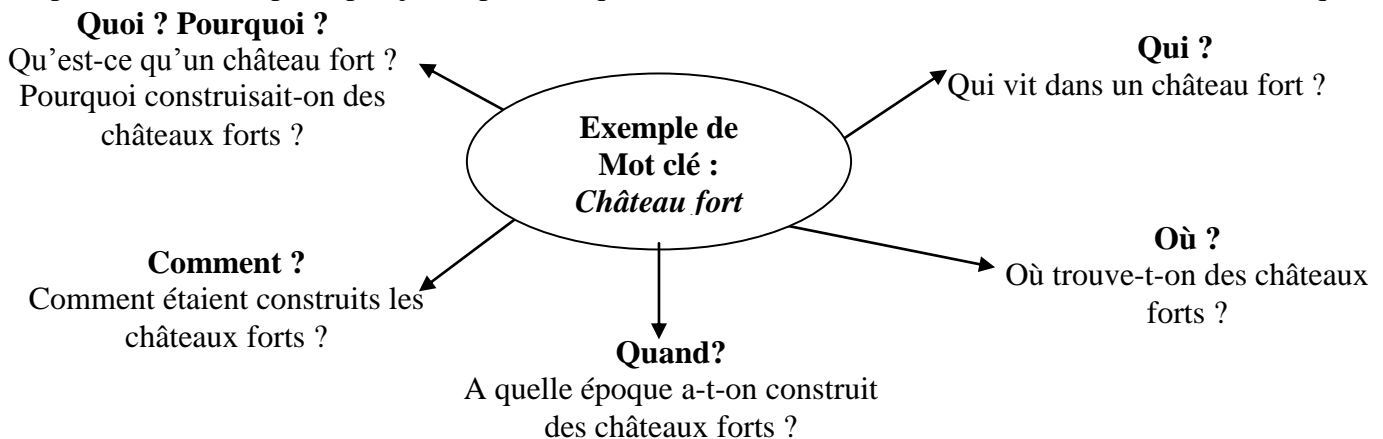 Quoi ? Pourquoi ?
Qu’est-ce qu’un château fort ?
Pourquoi construisait-on des
châteaux forts ?
Qui ?
Qui vit dans un château fort ?
Exemple de
Mot clé :
Château fort
Comment ?
Comment étaient construits les
châteaux forts ?
Où ?
Où trouve-t-on des châteaux
forts ?
Quand?
A quelle époque a-t-on construit
des châteaux forts ?